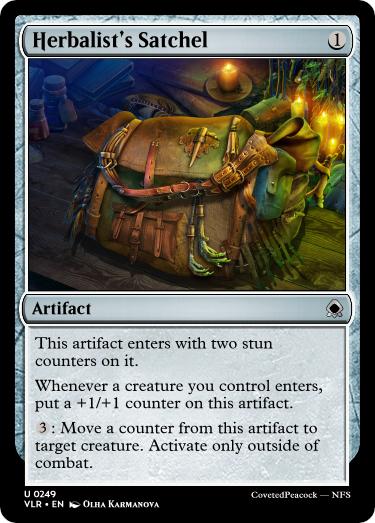 Herbalist's Satchel
1
Artifact
This artifact enters with two stun
counters on it.
Whenever a creature you control enters,
put a +1/+1 counter on this artifact.
3: Move a counter from this artifact to
target creature. Activate only outside of
combat.
U 0249
VLR • EN Olha Karmanova
CovetedPeacock — NFS